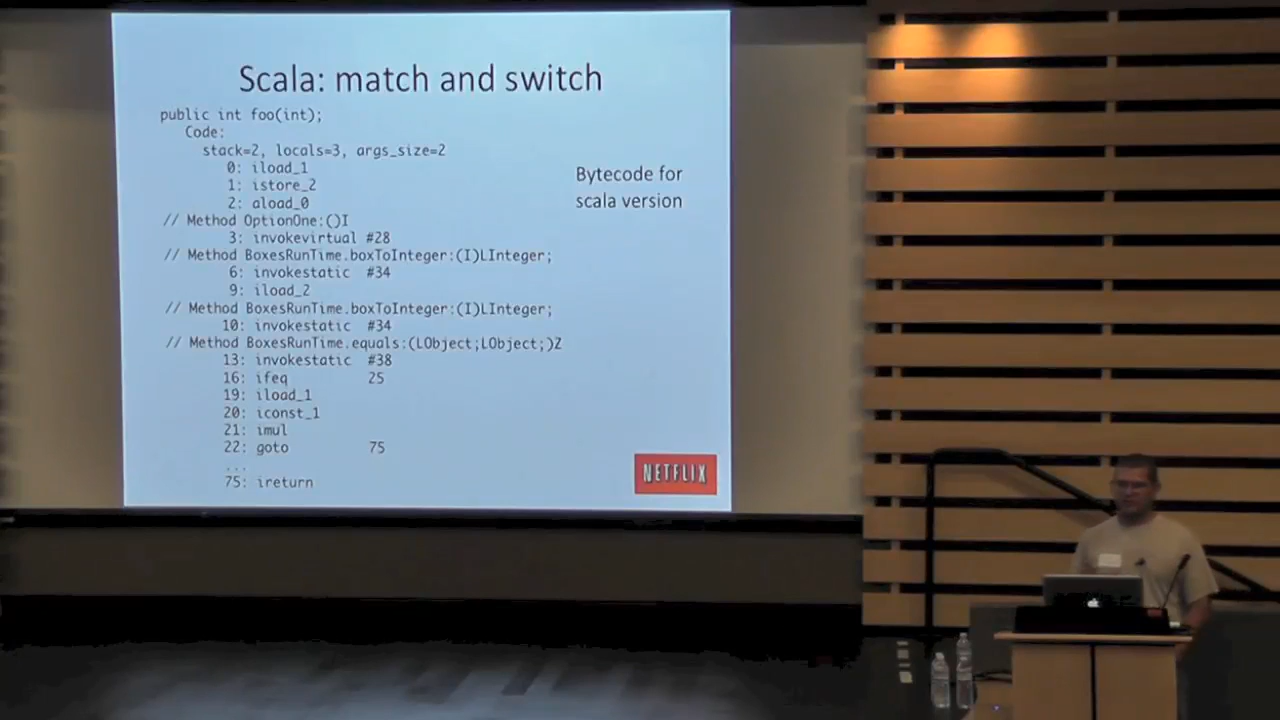 Scala: match and switch
public int foo(int);
Code:
stack=2, locals=3, args_size=2
0: iload_1
1: istore_2
2: aload_0
// Method OptionOne:()I
3: invokevirtual #28
// Method BoxesRunTime.boxToInteger:(I)LInteger;
6: invokestatic #34
9: iload_2
// Method BoxesRunTime.boxToInteger:(I)LInteger;
10: invokestatic #34
// Method BoxesRunTime.equals:(LObject;LObject;)Z
13: invokestatic #38
16: ifeq 25
19: iload_1
20: iconst_1
21: imul
22: goto 75
...
75: ireturn
Bytecode for
scala version
NETFLIX